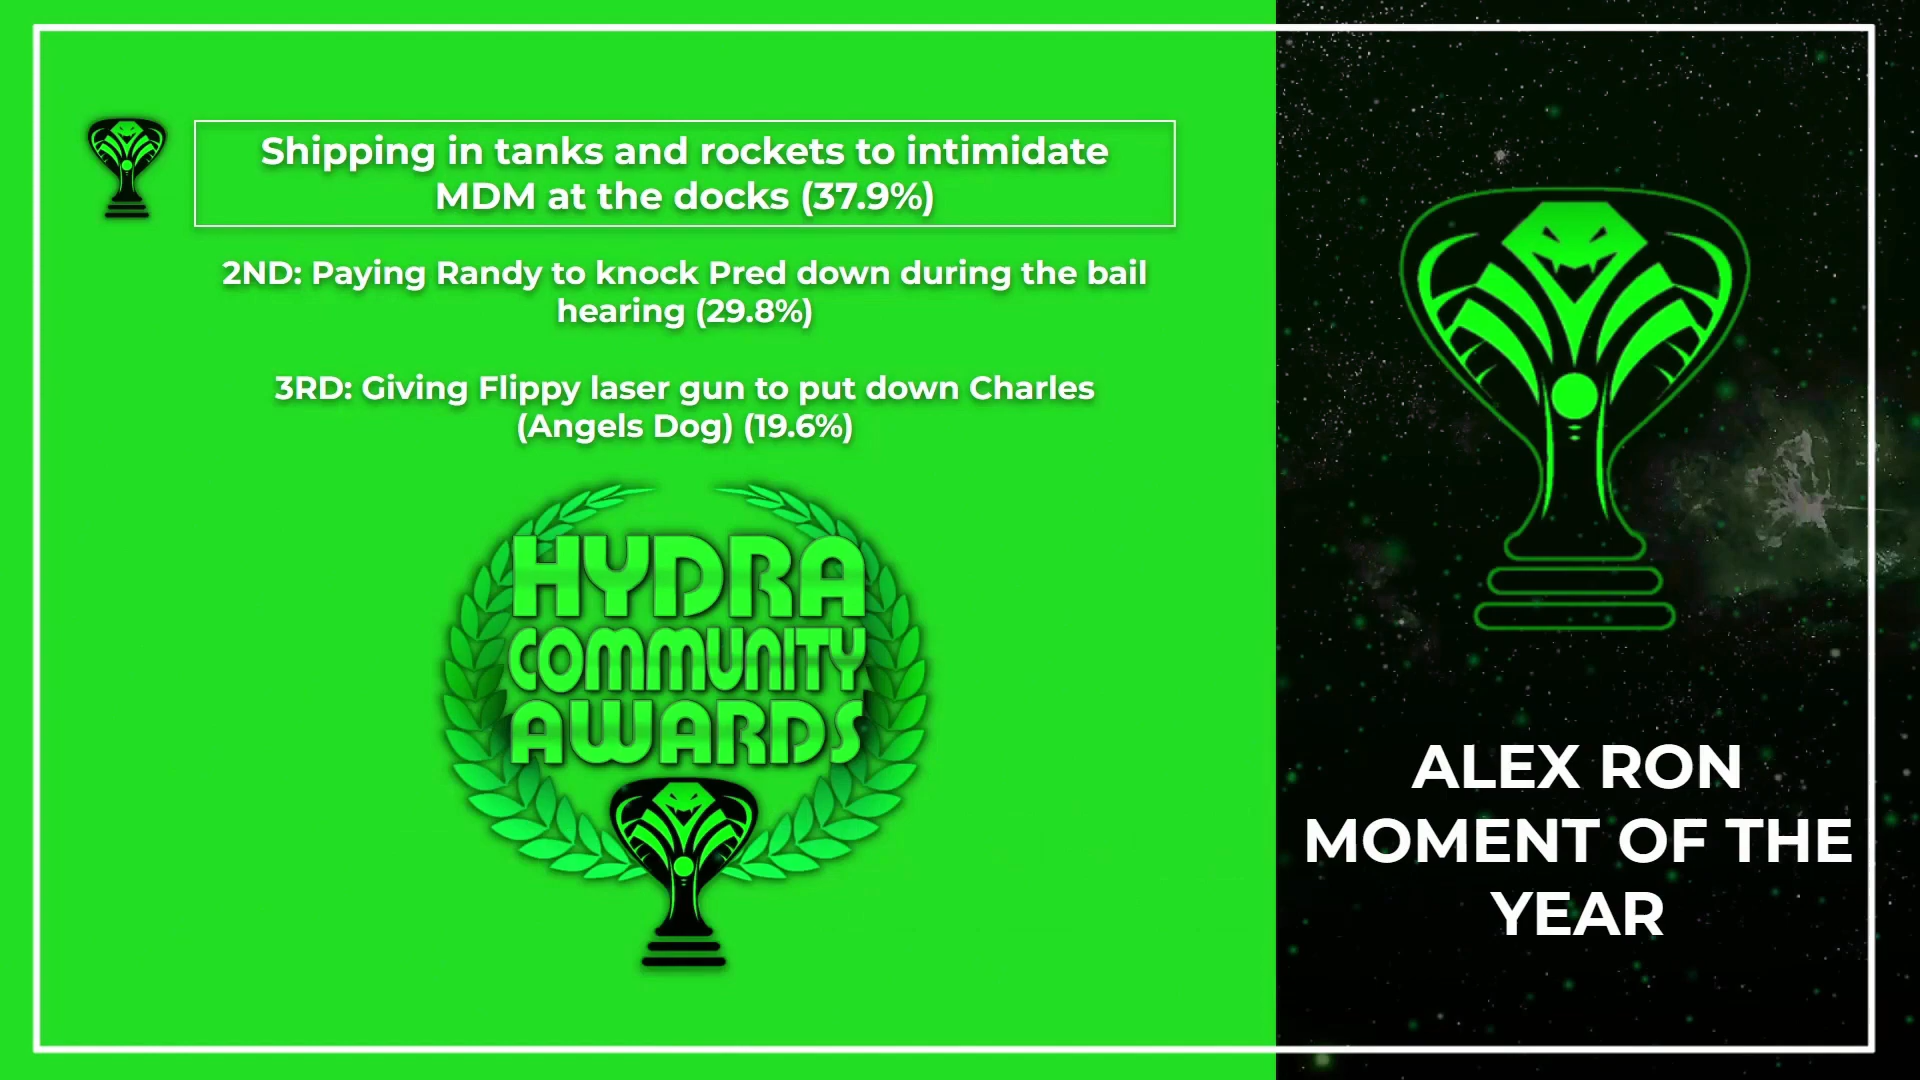 Shipping in tanks and rockets to intimidate
MDM at the docks (37.9%)
2ND: Paying Randy to knock Pred down during the bail
hearing (29.8%)
3RD: Giving Flippy laser gun to put down Charles
(Angels Dog) (19.6%)
HYDRA
COMMUNITY
AWARDS
ALEX RON
MOMENT OF THE
YEAR